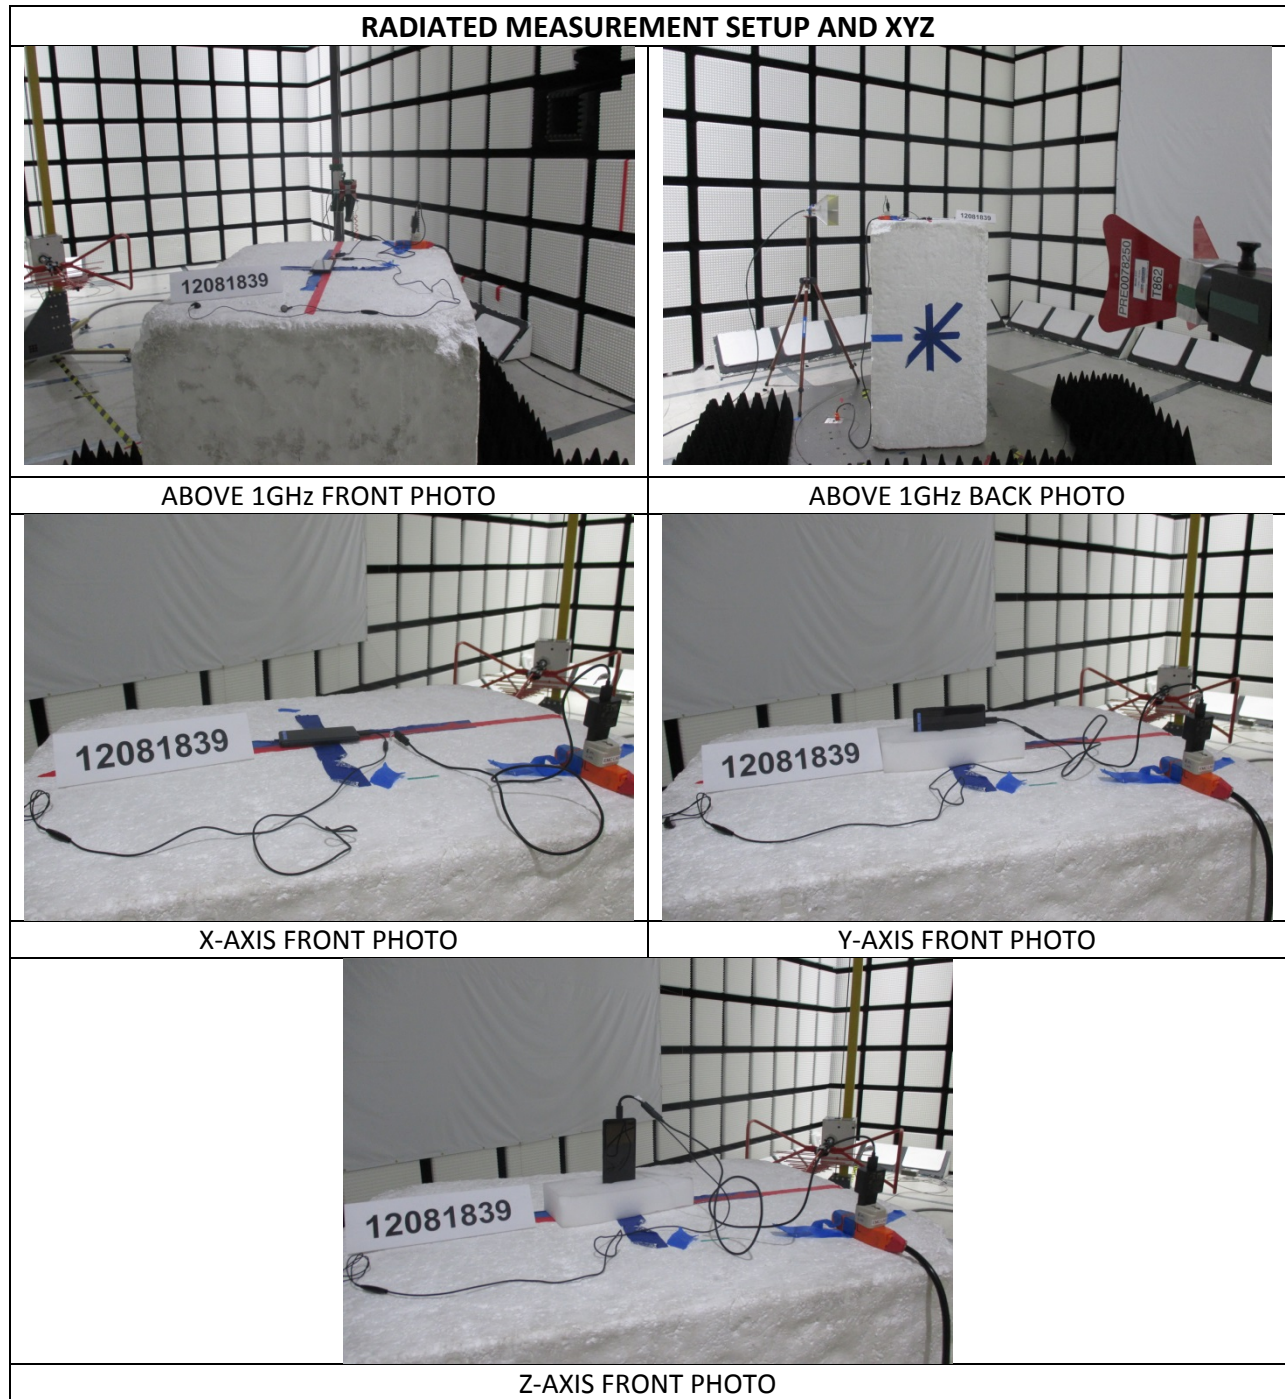 RADIATED MEASUREMENT SETUP AND XYZ
12081839
12081839
PRE0078250
T862
ABOVE 1GHz FRONT PHOTO
ABOVE 1GHz BACK PHOTO
12081839
12081839
X-AXIS FRONT PHOTO
Y-AXIS FRONT PHOTO
12081839
Z-AXIS FRONT PHOTO